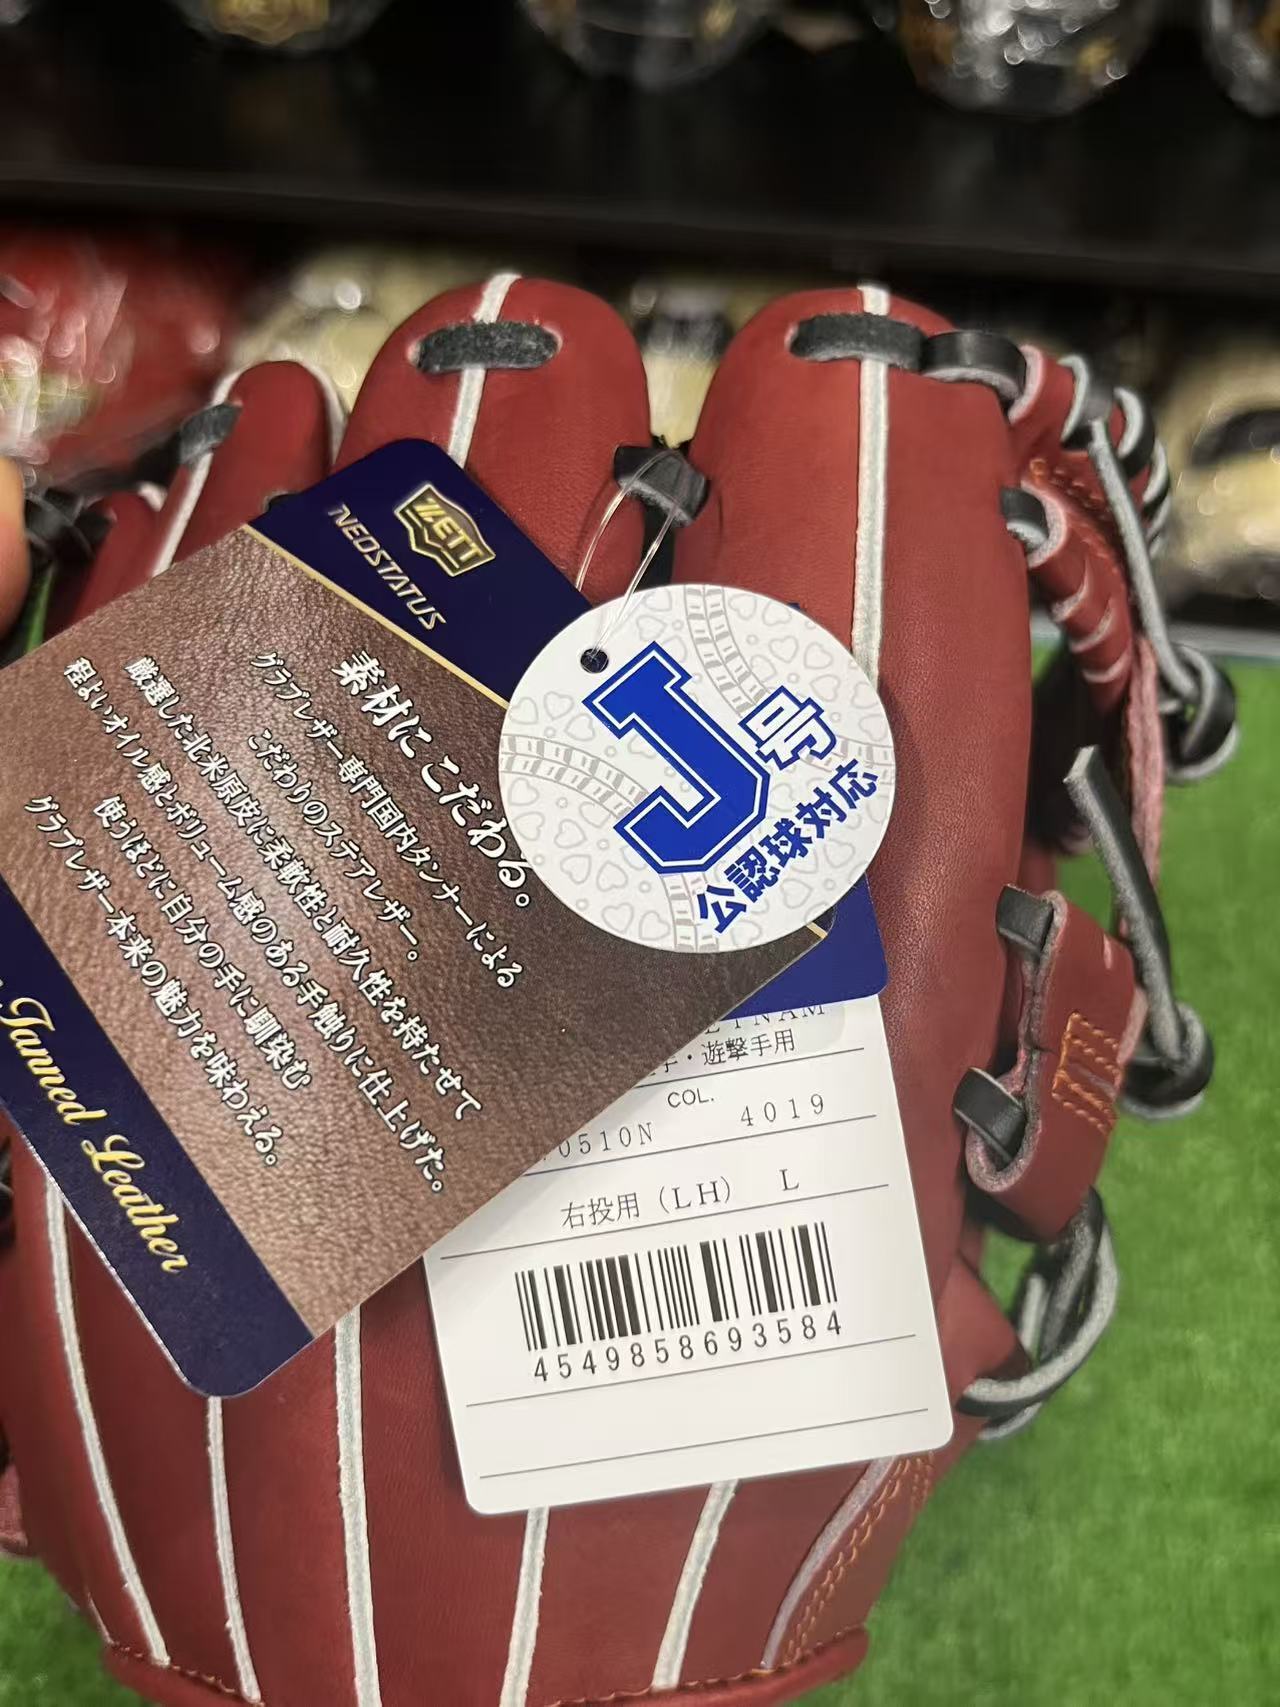 ZETT
NEOSTATUS
素材にこだわる。
グラブレザー専門国内タンナーによる
こだわりのステアレザー。
厳選した北米原皮に柔軟性と耐久性を持たせて
程よいオイル感とボリューム感のある手触りに仕上げた。
使うほどに自分の手に馴染む
グラブレザー本来の魅力を味わえる。
Tanned Leather
J号
公認球対応
・遊撃手用
COL.
0510N 4019
右投用（LH） L
4549858693584